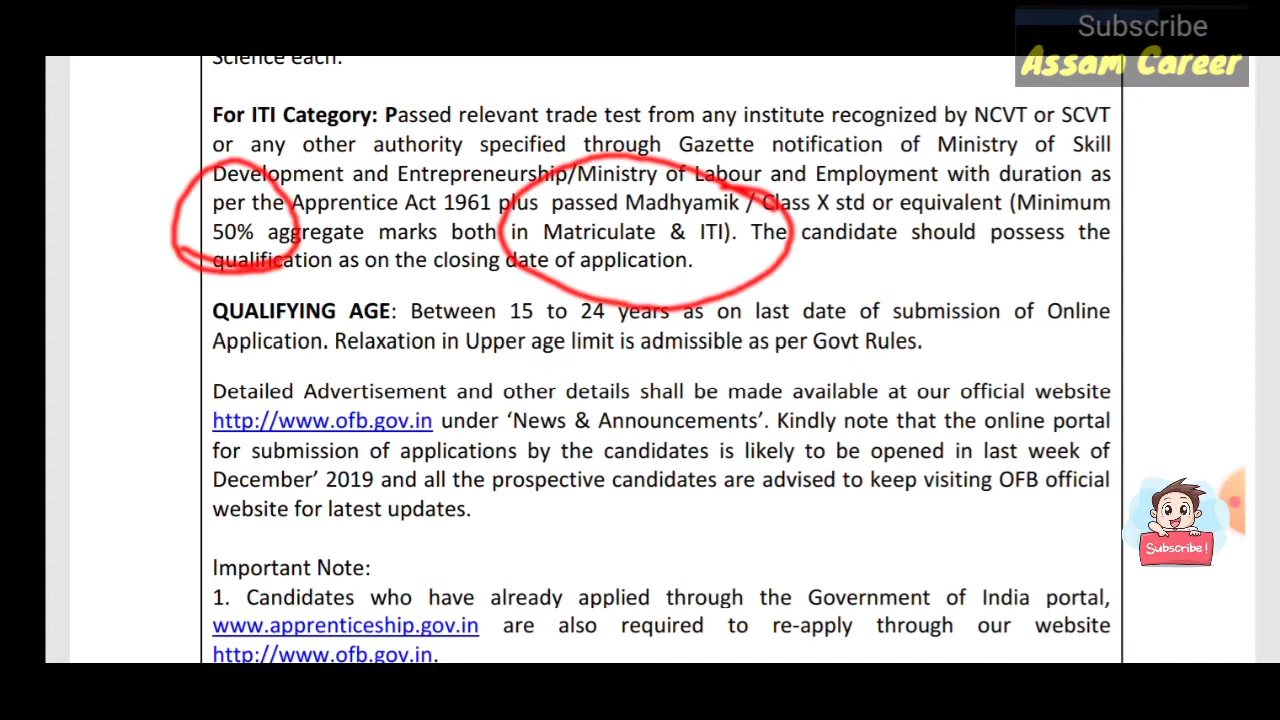 Subscribe
Assam Career
Science each.
For ITI Category: Passed relevant trade test from any institute recognized by NCVT or SCVT
or any other authority specified through Gazette notification of Ministry of Skill
Development and Entrepreneurship/Ministry of Labour and Employment with duration as
per the Apprentice Act 1961 plus passed Madhyamik / Class X std or equivalent (Minimum
50% aggregate marks both in Matriculate & ITI). The candidate should possess the
qualification as on the closing date of application.
QUALIFYING AGE: Between 15 to 24 years as on last date of submission of Online
Application. Relaxation in Upper age limit is admissible as per Govt Rules.
Detailed Advertisement and other details shall be made available at our official website
http://www.ofb.gov.in under ‘News & Announcements’. Kindly note that the online portal
for submission of applications by the candidates is likely to be opened in last week of
December’ 2019 and all the prospective candidates are advised to keep visiting OFB official
website for latest updates.
Subscribe!
Important Note:
1. Candidates who have already applied through the Government of India portal,
www.apprenticeship.gov.in are also required to re-apply through our website
http://www.ofb.gov.in.